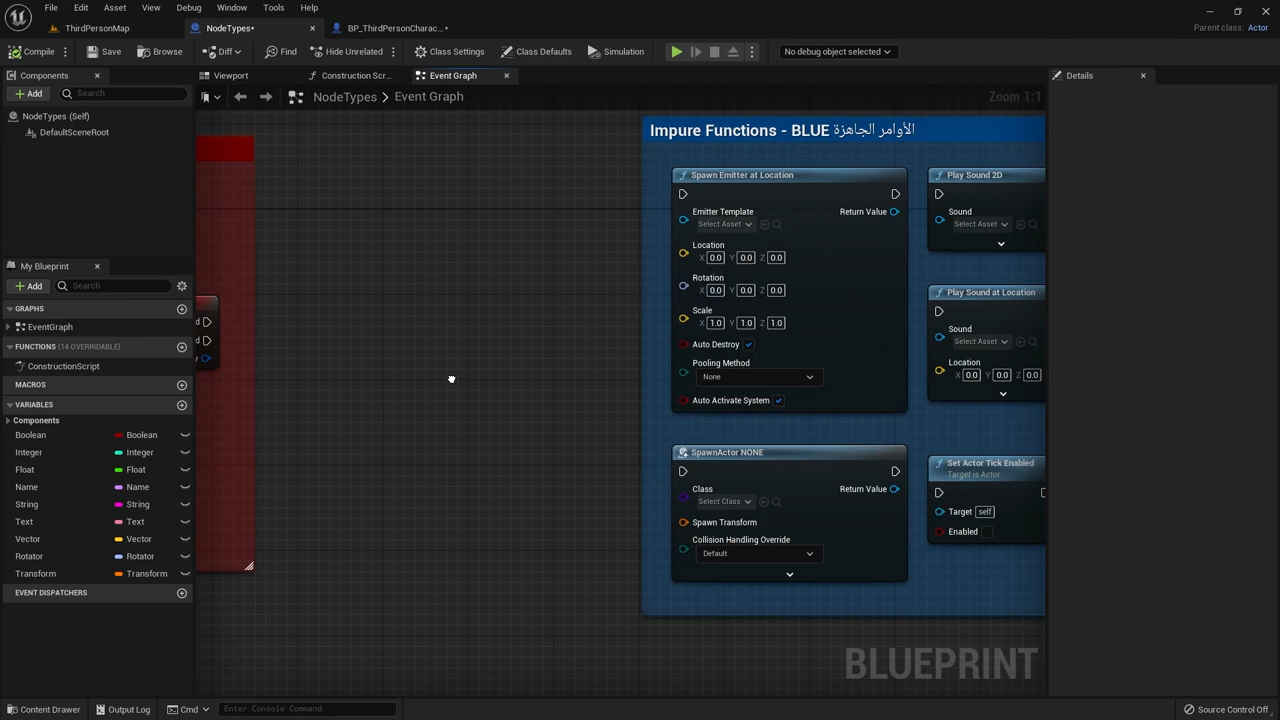 File Edit Asset View Debug Window Tools Help
ThirdPersonMap
NodeTypes*
BP_ThirdPersonCharac...*
Parent class: Actor
Compile
Save
Browse
Diff
Find
Hide Unrelated
Class Settings
Class Defaults
Simulation
No debug object selected
Components
Viewport
Construction Scr...
Event Graph
Details
Add
Search
NodeTypes > Event Graph
Zoom 1:1
NodeTypes (Self)
DefaultSceneRoot
My Blueprint
Add
Search
GRAPHS
EventGraph
FUNCTIONS (14 OVERRIDABLE)
ConstructionScript
MACROS
VARIABLES
Components
Boolean Boolean
Integer Integer
Float Float
Name Name
String String
Text Text
Vector Vector
Rotator Rotator
Transform Transform
EVENT DISPATCHERS
Impure Functions - BLUE الأوامر الجاهزة
Spawn Emitter at Location
Emitter Template
Select Asset
Return Value
Location
X 0.0 Y 0.0 Z 0.0
Rotation
X 0.0 Y 0.0 Z 0.0
Scale
X 1.0 Y 1.0 Z 1.0
Auto Destroy
Pooling Method
None
Auto Activate System
Play Sound 2D
Sound
Select Asset
Play Sound at Location
Sound
Select Asset
Location
X 0.0 Y 0.0 Z 0.0
SpawnActor NONE
Class
Select Class
Return Value
Spawn Transform
Collision Handling Override
Default
Set Actor Tick Enabled
Target is Actor
Target self
Enabled
BLUEPRINT
Content Drawer
Output Log
Cmd
Enter Console Command
Source Control Off